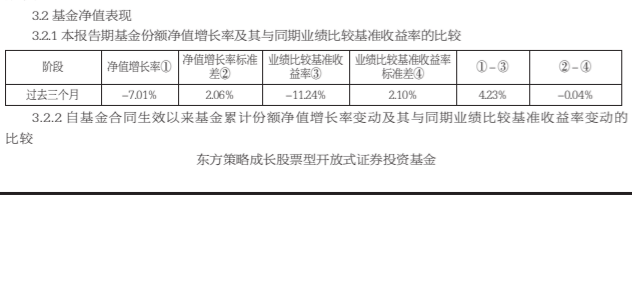 3.2 基金净值表现
3.2.1 本报告期基金份额净值增长率及其与同期业绩比较基准收益率的比较
阶段 净值增长率① 净值增长率标准差② 业绩比较基准收益率③ 业绩比较基准收益率标准差④ ①-③ ②-④
过去三个月 -7.01% 2.06% -11.24% 2.10% 4.23% -0.04%
3.2.2 自基金合同生效以来基金累计份额净值增长率变动及其与同期业绩比较基准收益率变动的
比较
东方策略成长股票型开放式证券投资基金